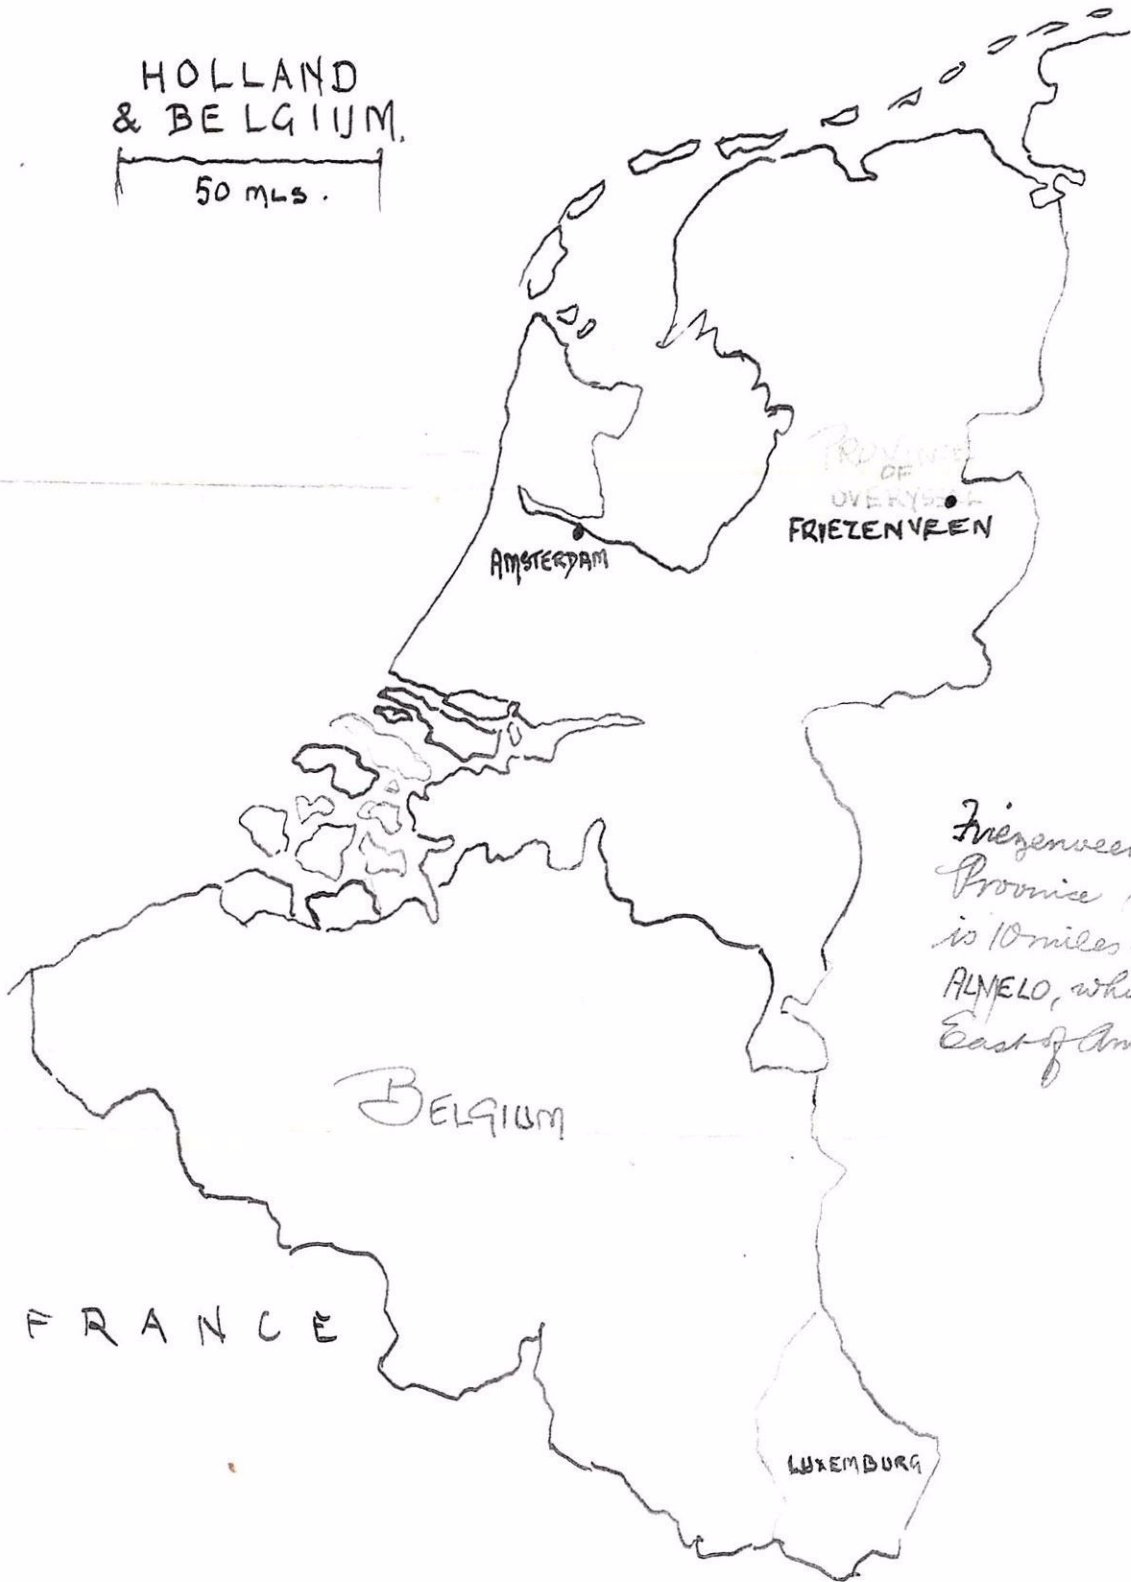 HOLLAND
& BELGIUM.
50 MLS.
PROVINCE
OF
OVERYSSEL
FRIEZENVEEN
AMSTERDAM
Friezenveen
Province
is 10 miles
ALMELO, whi
East of Am
BELGIUM
FRANCE
LUXEMBURG